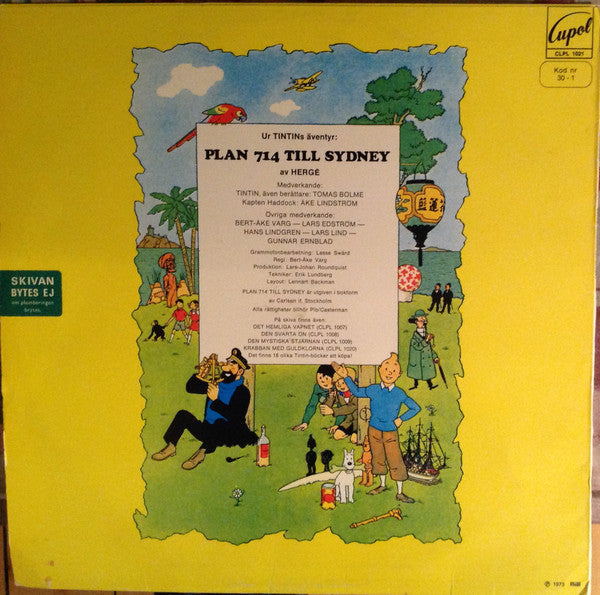 Cupol
CLPL 1021
Kod nr
30 - 1
Ur TINTINs äventyr:
PLAN 714 TILL SYDNEY
av HERGÉ
Medverkande:
TINTIN, även berättare: TOMAS BOLME
Kapten Haddock: ÅKE LINDSTRÖM
Övriga medverkande:
BERT-ÅKE VARG — LARS EDSTRÖM —
HANS LINDGREN — LARS LIND —
GUNNAR ERNBLAD
Grammofonbearbetning: Lasse Swärd
Regi: Bert-Åke Varg
Produktion: Lars-Johan Roundquist
Tekniker: Erik Lundberg
Layout: Lennart Backman
PLAN 714 TILL SYDNEY är utgiven i bokform
av Carlsen if, Stockholm
Alla rättigheter tillhör Pib/Casterman
På skiva finns även:
DET HEMLIGA VAPNET (CLPL 1007)
DEN SVARTA ÖN (CLPL 1008)
DEN MYSTISKA STJÄRNAN (CLPL 1009)
KRABBAN MED GULDKLORNA (CLPL 1020)
Det finns 18 olika Tintin-böcker att köpa!
SKIVAN
BYTES EJ
om plomberingen
brytes.
℗ 1973